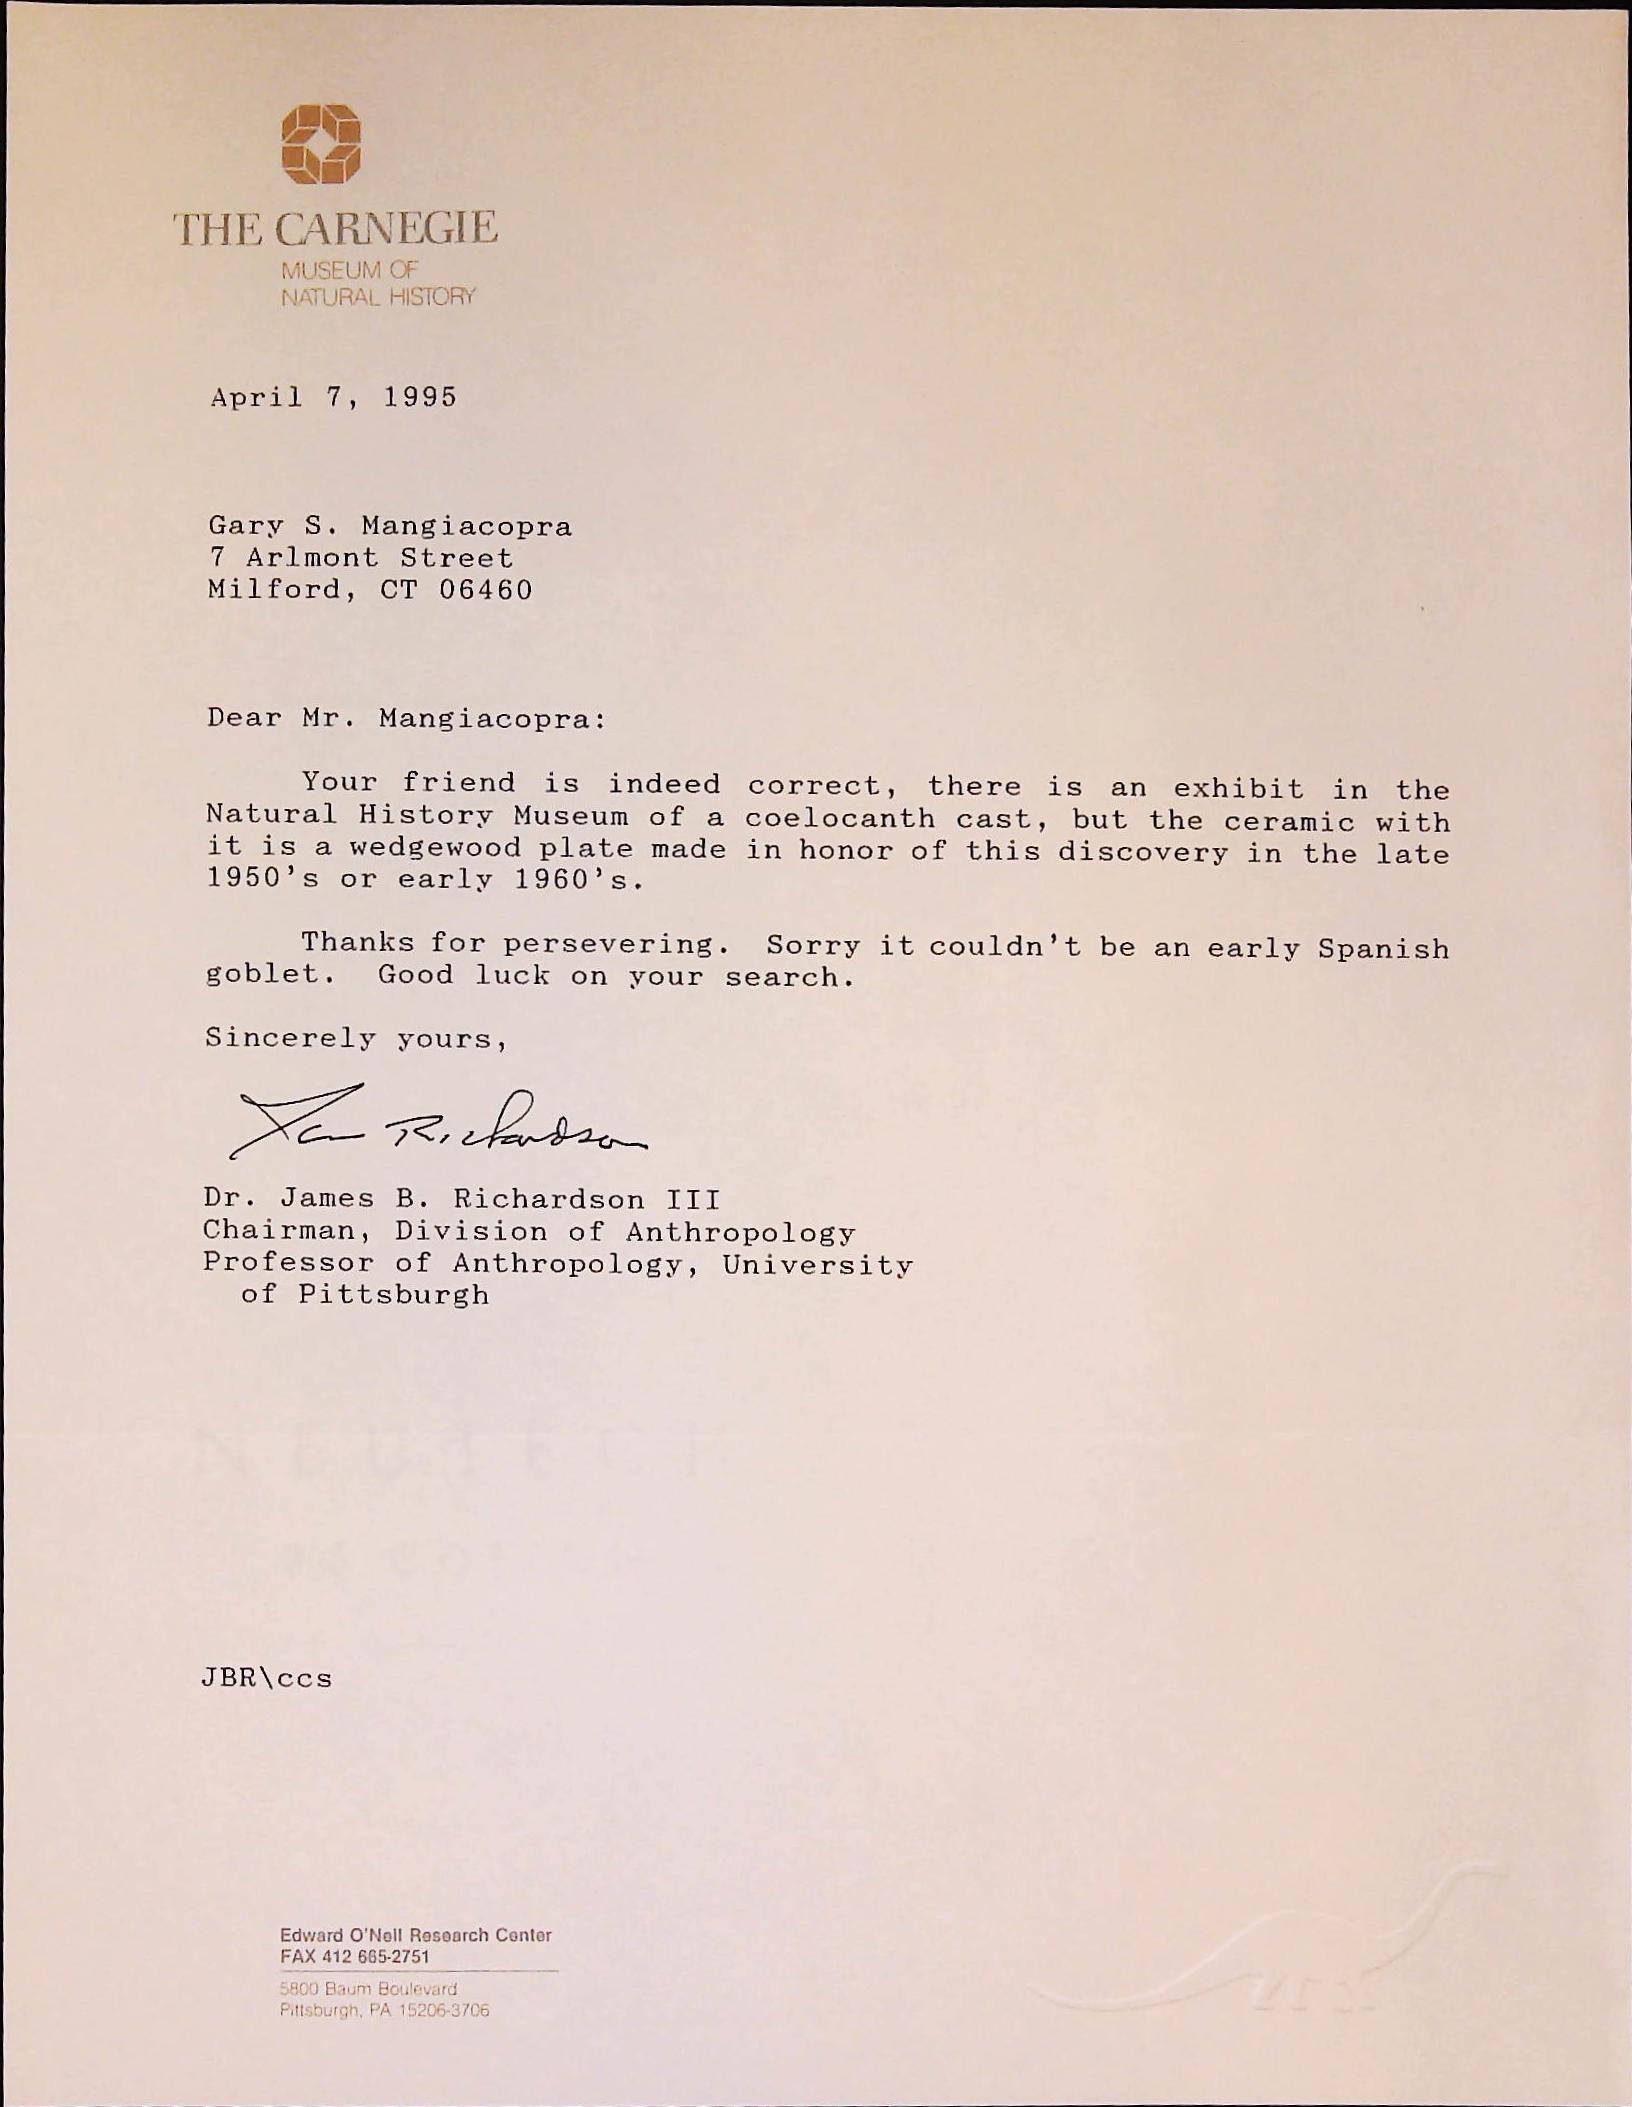 THE CARNEGIE
MUSEUM OF
NATURAL HISTORY
April 7, 1995
Gary S. Mangiacopra
7 Arlmont Street
Milford, CT 06460
Dear Mr. Mangiacopra:
Your friend is indeed correct, there is an exhibit in the
Natural History Museum of a coelocanth cast, but the ceramic with
it is a wedgewood plate made in honor of this discovery in the late
1950's or early 1960's.
Thanks for persevering. Sorry it couldn't be an early Spanish
goblet. Good luck on your search.
Sincerely yours,
Jim Richardson
Dr. James B. Richardson III
Chairman, Division of Anthropology
Professor of Anthropology, University
of Pittsburgh
JBR\ccs
Edward O'Neil Research Center
FAX 412 665-2751
5800 Baum Boulevard
Pittsburgh, PA 15206-3706